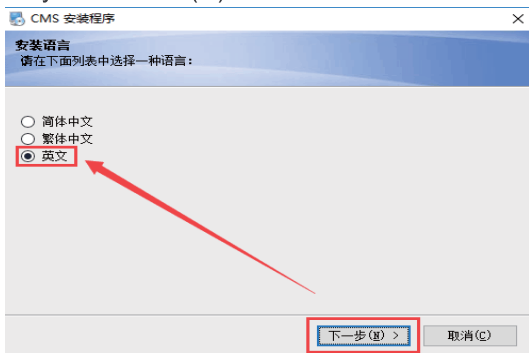 CMS 安装程序
安装语言
请在下面列表中选择一种语言：
简体中文
繁体中文
英文
下一步(N) >
取消(C)